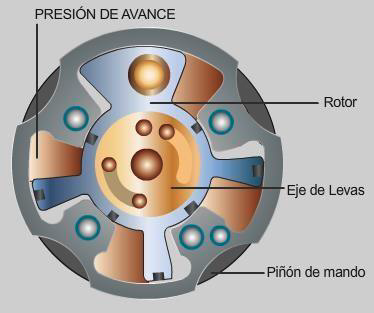 PRESIÓN DE AVANCE
Rotor
Eje de Levas
Piñón de mando